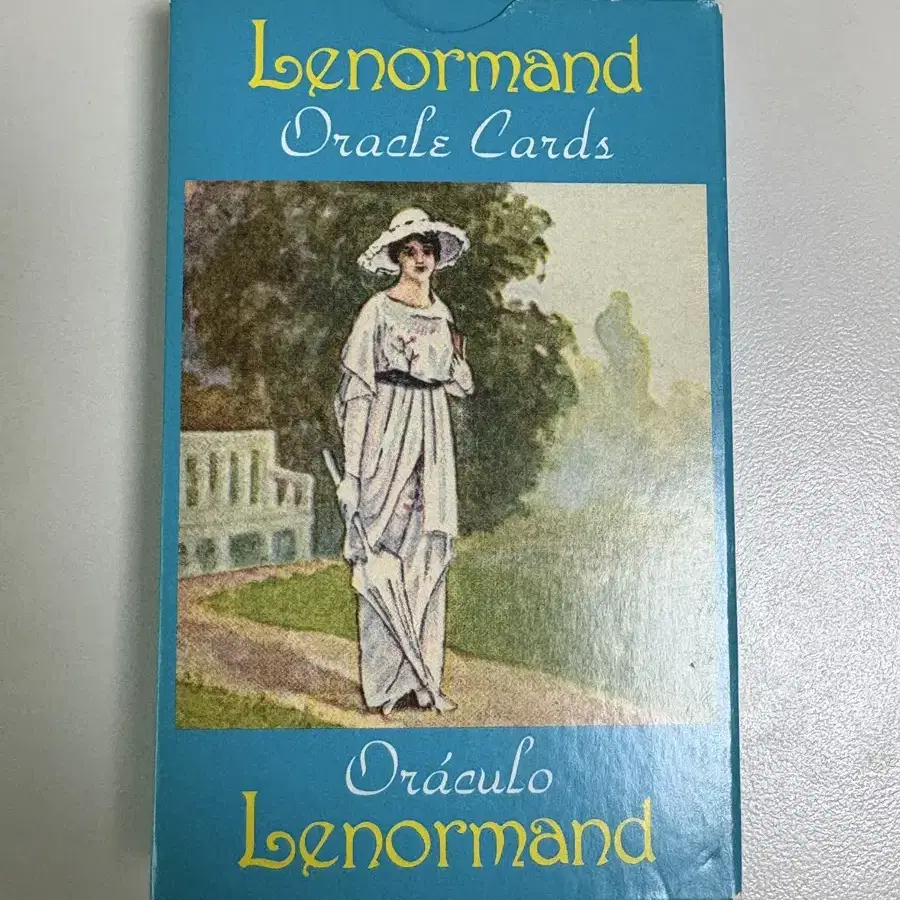 Lenormand
Oracle Cards
Oráculo
Lenormand